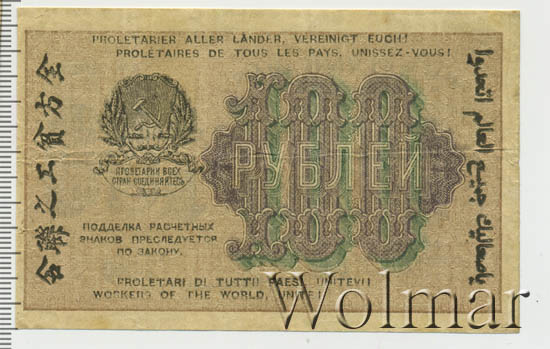 PROLETARIER ALLER LÄNDER, VEREINIGT EUCH!
PROLÉTAIRES DE TOUS LES PAYS, UNISSEZ-VOUS!
ПРОЛЕТАРИИ ВСЕХ
СТРАН СОЕДИНЯЙТЕСЬ
100
РУБЛЕЙ
100
ПОДДЕЛКА РАСЧЕТНЫХ
ЗНАКОВ ПРЕСЛЕДУЕТСЯ
ПО ЗАКОНУ.
PROLETARI DI TUTTI I PAESI, UNITEVI!
WORKERS OF THE WORLD, UNITE!
Wolmar